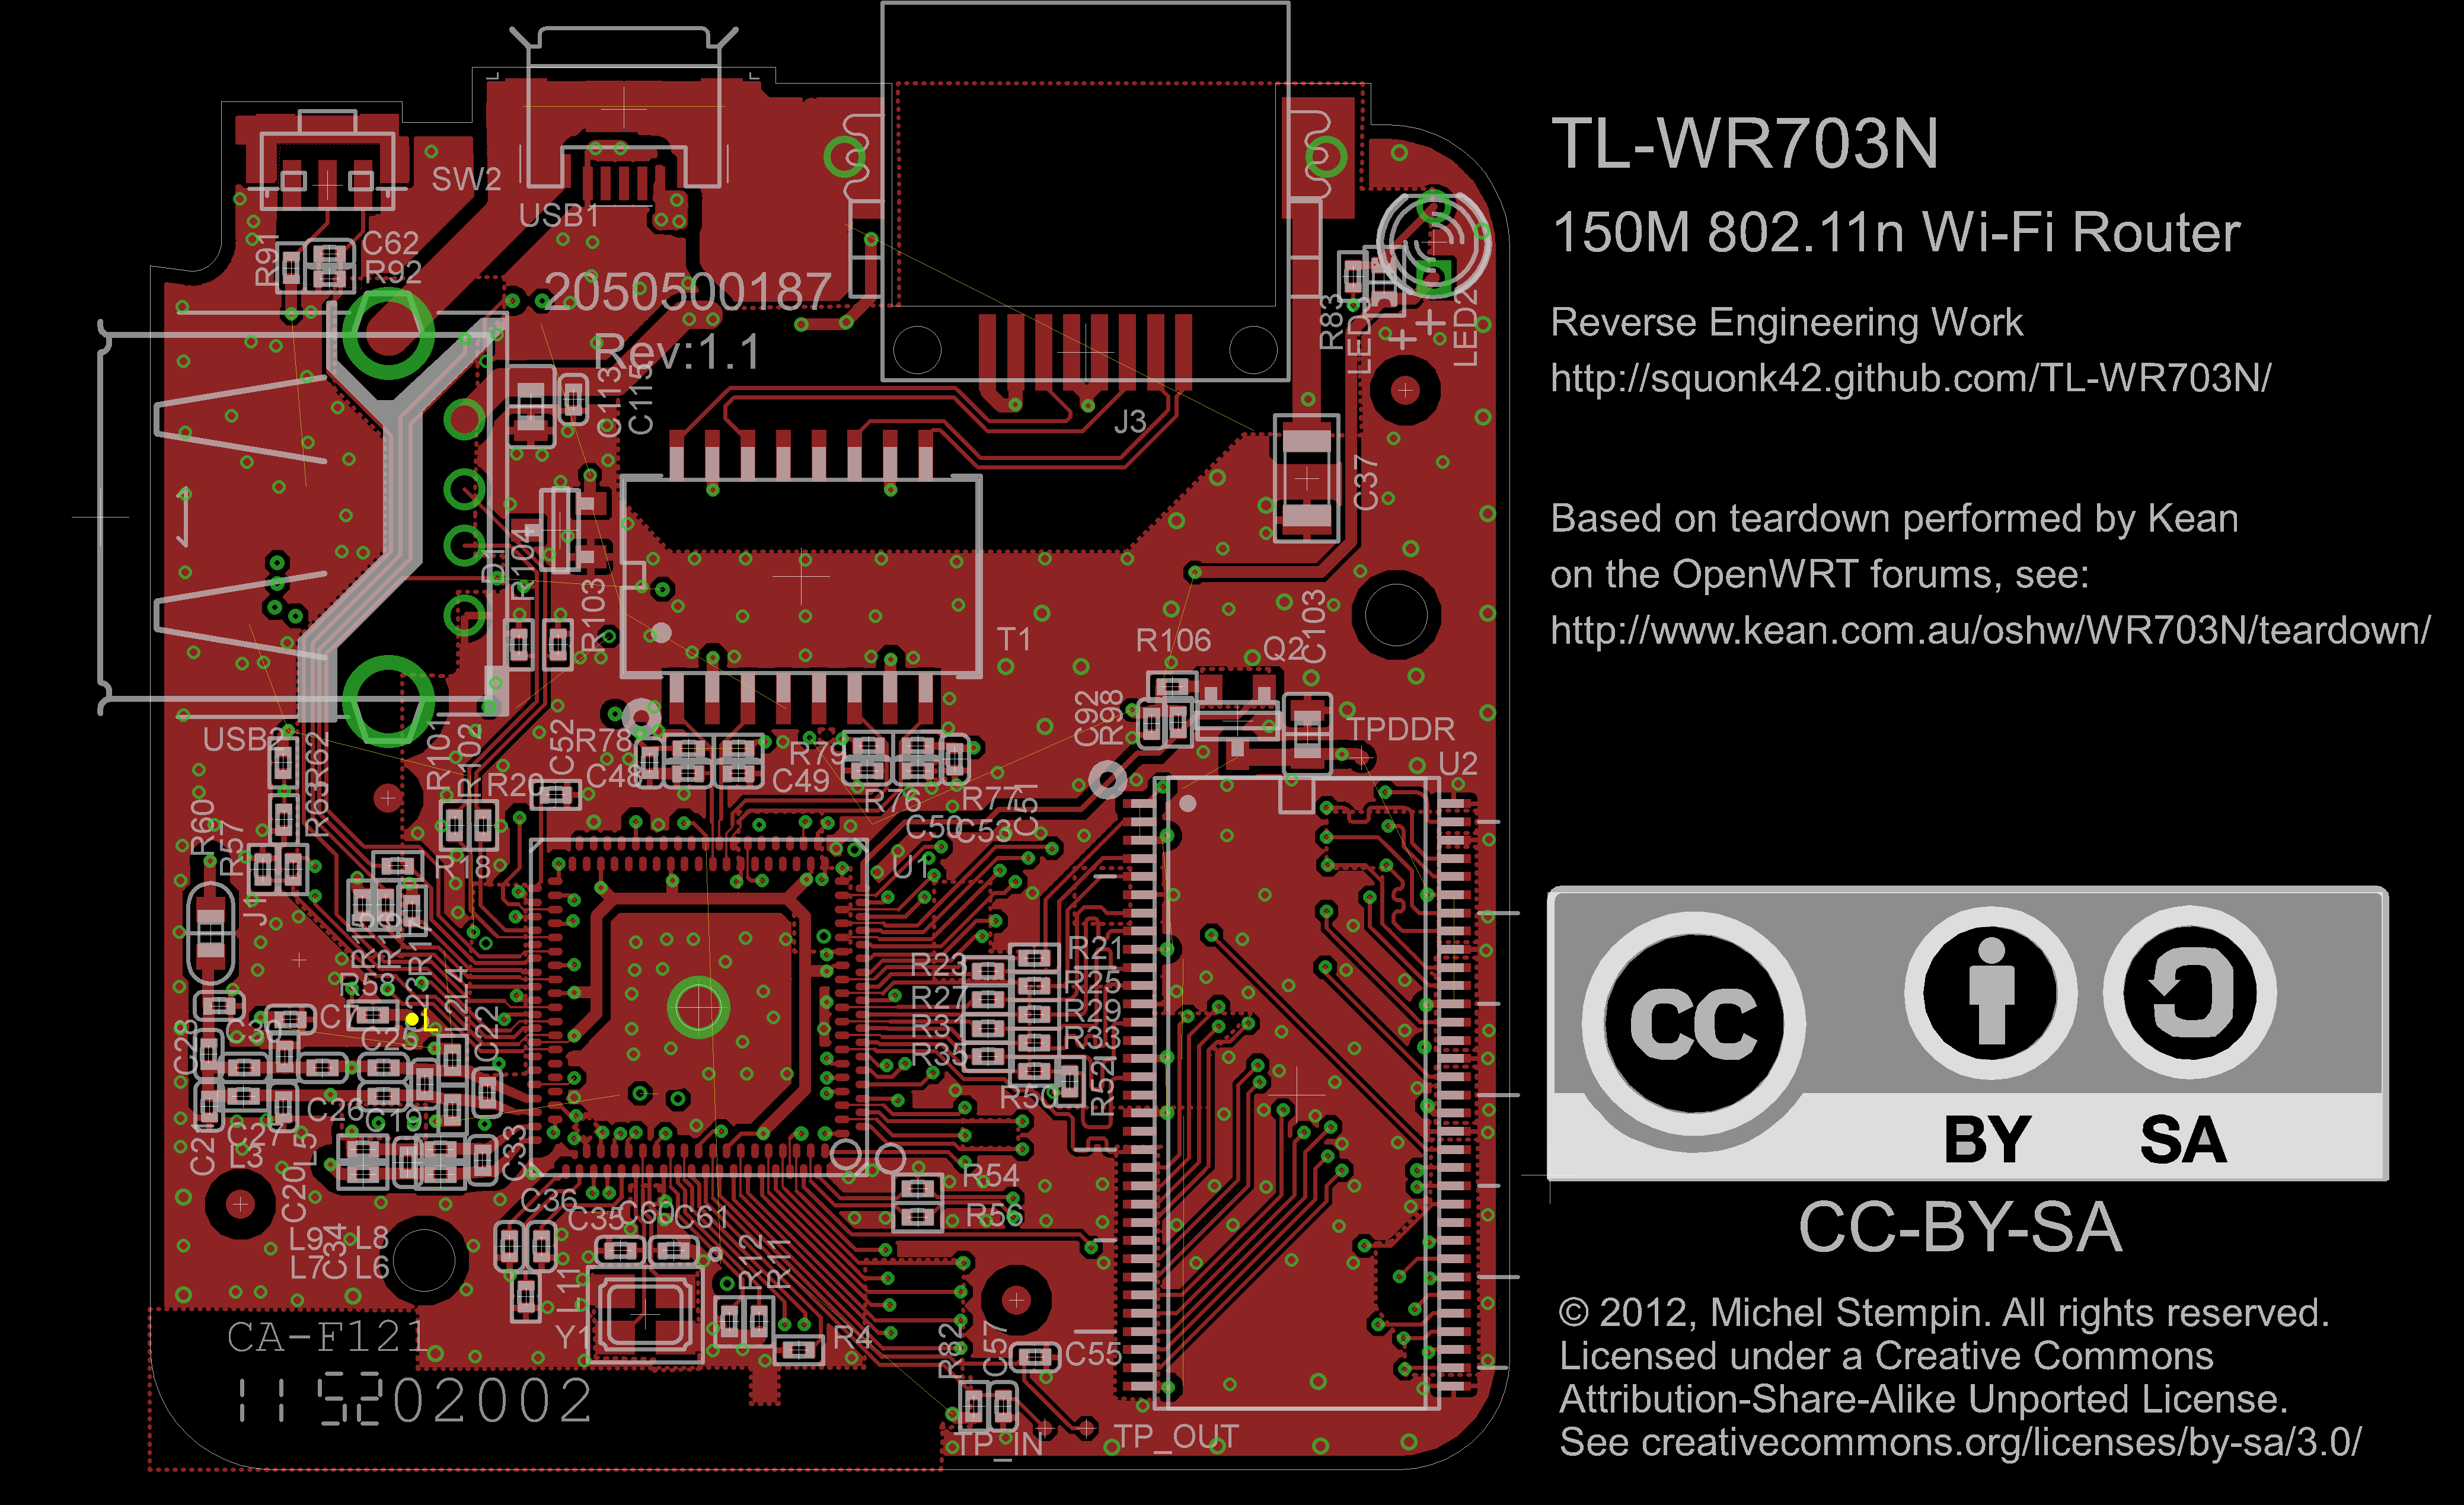 TL-WR703N
150M 802.11n Wi-Fi Router
Reverse Engineering Work
http://squonk42.github.com/TL-WR703N/
Based on teardown performed by Kean
on the OpenWRT forums, see:
http://www.kean.com.au/oshw/WR703N/teardown/
cc
BY SA
CC-BY-SA
© 2012, Michel Stempin. All rights reserved.
Licensed under a Creative Commons
Attribution-Share-Alike Unported License.
See creativecommons.org/licenses/by-sa/3.0/
SW2
USB1
R91
C62
R92
2050500187
Rev:1.1
C113
C115
J3
R83
LED2
C37
D1
R104
R103
T1
R106
Q2
C103
C92
R98
TPDDR
U2
USB2
R62
R63
R101
R102
R20
C52
R78
C48
C49
R79
R76
R77
C50
C53
C51
U1
R60
R57
R18
J1
R17
R58
L4
C22
C7
C30
C28
C25
C26
C19
C21
C27
L3
L5
C20
C33
R21
R23
R25
R27
R29
R31
R33
R35
R50
R52
R54
R56
C36
C35
C60
C61
L9
L8
L7
C34
L6
L11
Y1
R12
R11
R4
R82
C57
C55
TP_IN
TP_OUT
CA-F121
11 5202002